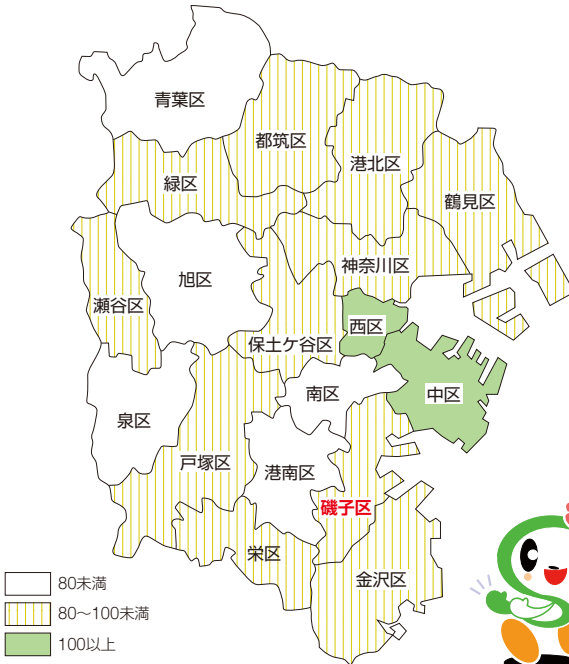 青葉区
都筑区
港北区
緑区
鶴見区
神奈川区
旭区
瀬谷区
西区
保土ケ谷区
南区
中区
泉区
戸塚区
港南区
磯子区
栄区
金沢区
80未満
80〜100未満
100以上